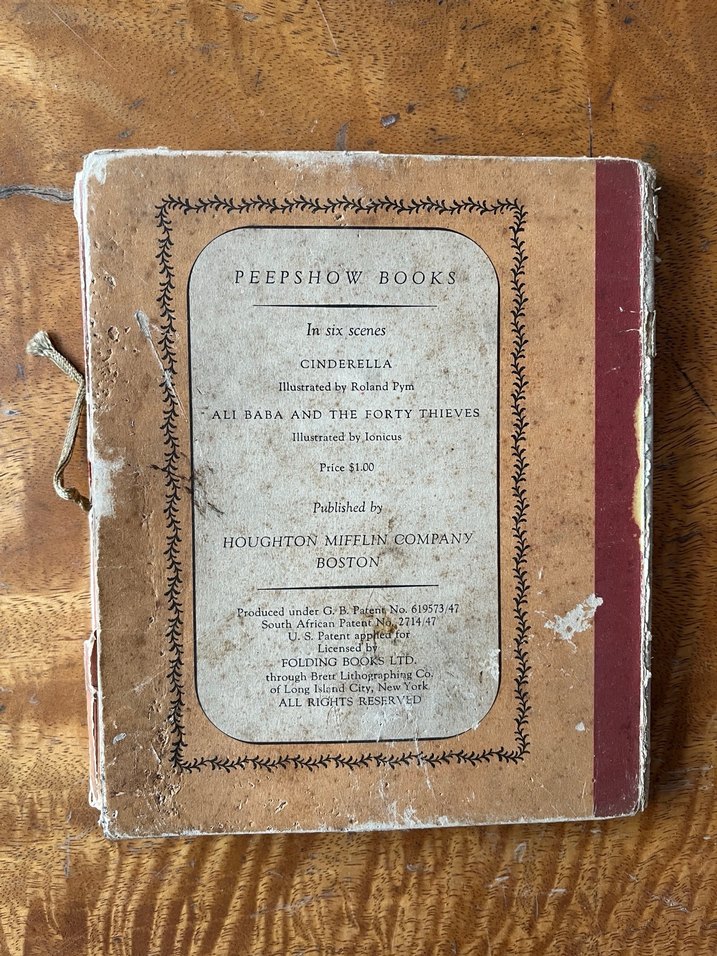 PEEPSHOW BOOKS
In six scenes
CINDERELLA
Illustrated by Roland Pym
ALI BABA AND THE FORTY THIEVES
Illustrated by Ionicus
Price $1.00
Published by
HOUGHTON MIFFLIN COMPANY
BOSTON
Produced under G. B. Patent No. 619573/47
South African Patent No. 2714/47
U. S. Patent applied for
Licensed by
FOLDING BOOKS LTD.
through Brett Lithographing Co.
of Long Island City, New York
ALL RIGHTS RESERVED